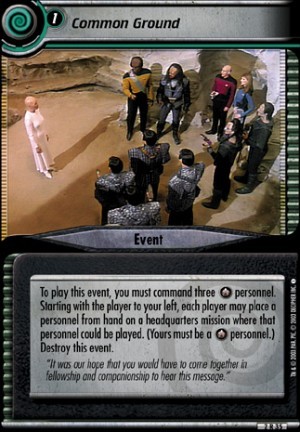 1 Common Ground
Event
To play this event, you must command three personnel.
Starting with the player to your left, each player may place a
personnel from hand on a headquarters mission where that
personnel could be played. (Yours must be a personnel.)
Destroy this event.
"It was our hope that you would have to come together in
fellowship and companionship to hear this message."